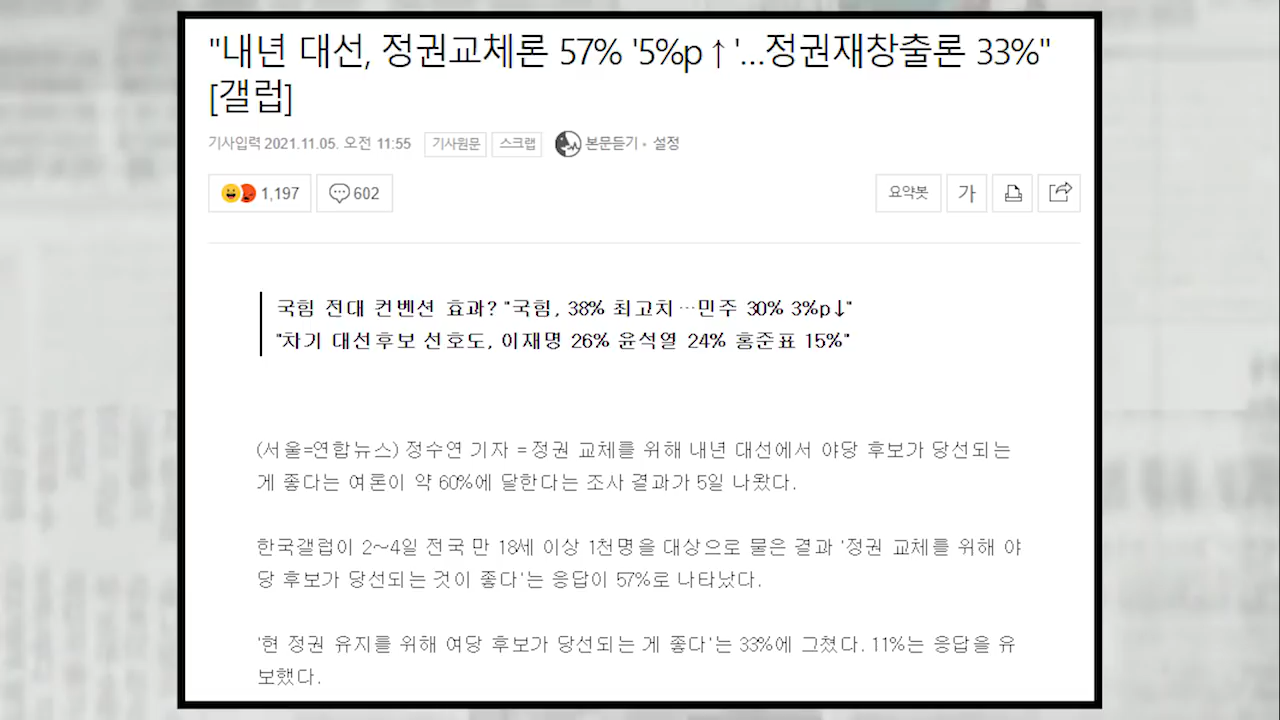 "내년 대선, 정권교체론 57% '5%p↑'...정권재창출론 33%"
[갤럽]
기사입력 2021.11.05. 오전 11:55 기사원문 스크랩 본문듣기 · 설정
1,197 602 요약봇 가
국힘 전대 컨벤션 효과? "국힘, 38% 최고치…민주 30% 3%p↓"
"차기 대선후보 선호도, 이재명 26% 윤석열 24% 홍준표 15%"
(서울=연합뉴스) 정수연 기자 = 정권 교체를 위해 내년 대선에서 야당 후보가 당선되는
게 좋다는 여론이 약 60%에 달한다는 조사 결과가 5일 나왔다.
한국갤럽이 2∼4일 전국 만 18세 이상 1천명을 대상으로 물은 결과 '정권 교체를 위해 야
당 후보가 당선되는 것이 좋다'는 응답이 57%로 나타났다.
'현 정권 유지를 위해 여당 후보가 당선되는 게 좋다'는 33%에 그쳤다. 11%는 응답을 유
보했다.